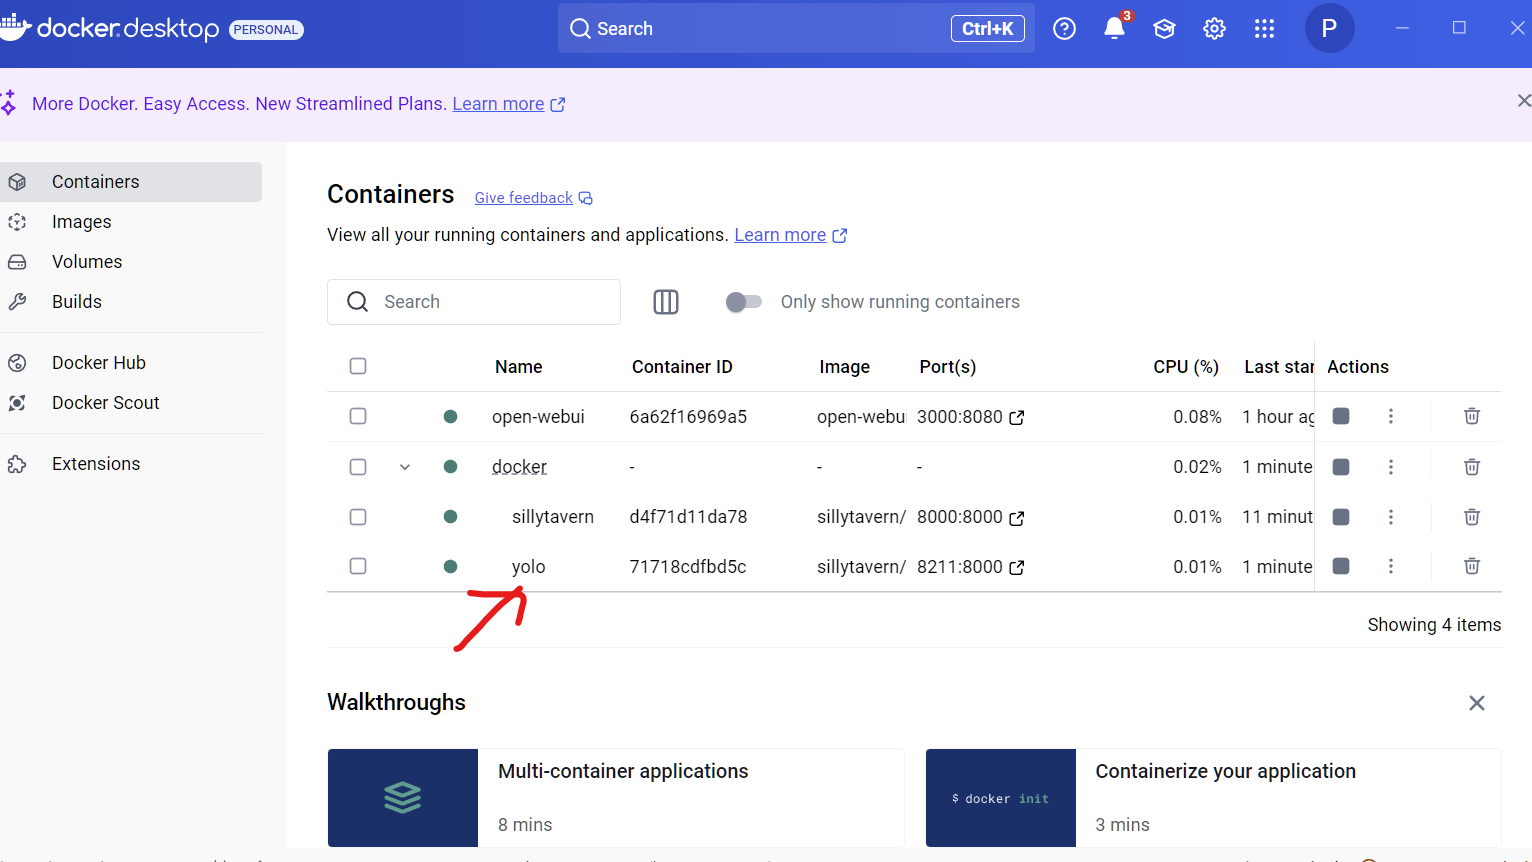 docker.desktop PERSONAL
Search
Ctrl+K
3
P
More Docker. Easy Access. New Streamlined Plans. Learn more
Containers
Images
Volumes
Builds
Docker Hub
Docker Scout
Extensions
Containers Give feedback
View all your running containers and applications. Learn more
Search
Only show running containers
Name Container ID Image Port(s) CPU (%) Last star Actions
open-webui 6a62f16969a5 open-webu 3000:8080 0.08% 1 hour ag
docker - - - 0.02% 1 minute
sillytavern d4f71d11da78 sillytavern/ 8000:8000 0.01% 11 minut
yolo 71718cdfbd5c sillytavern/ 8211:8000 0.01% 1 minute
Showing 4 items
Walkthroughs
Multi-container applications
8 mins
$ docker init
Containerize your application
3 mins